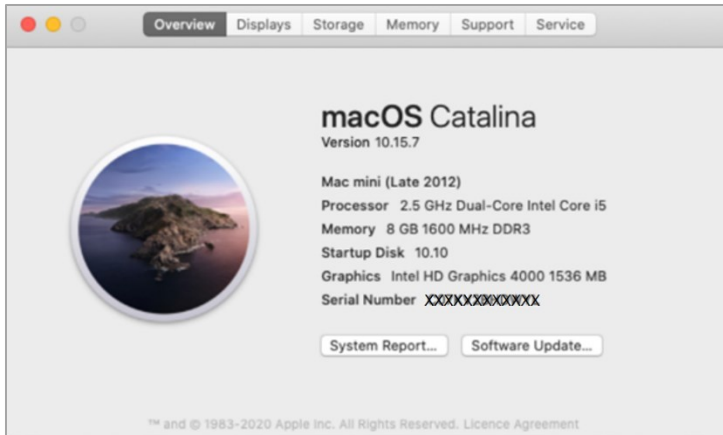 Overview Displays Storage Memory Support Service
macOS Catalina
Version 10.15.7
Mac mini (Late 2012)
Processor 2.5 GHz Dual-Core Intel Core i5
Memory 8 GB 1600 MHz DDR3
Startup Disk 10.10
Graphics Intel HD Graphics 4000 1536 MB
Serial Number
System Report... Software Update...
™ and © 1983-2020 Apple Inc. All Rights Reserved. Licence Agreement